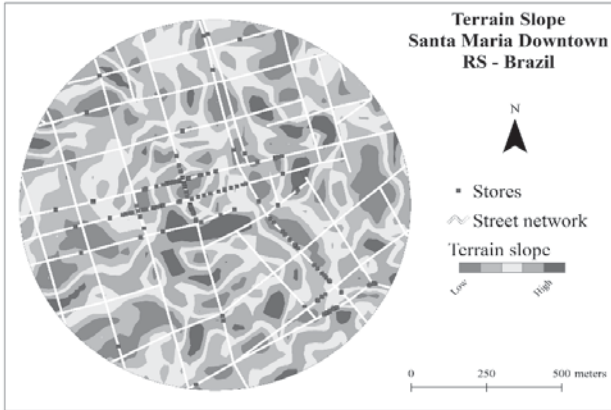 Terrain Slope
Santa Maria Downtown
RS - Brazil
N
Stores
Street network
Terrain slope
Low High
0 250 500 meters